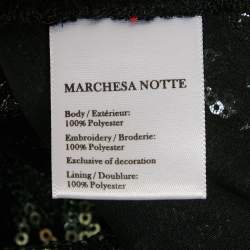 MARCHESA NOTTE
Body / Extérieur:
100% Polyester
Embroidery / Broderie:
100% Polyester
Exclusive of decoration
Lining / Doublure:
100% Polyester